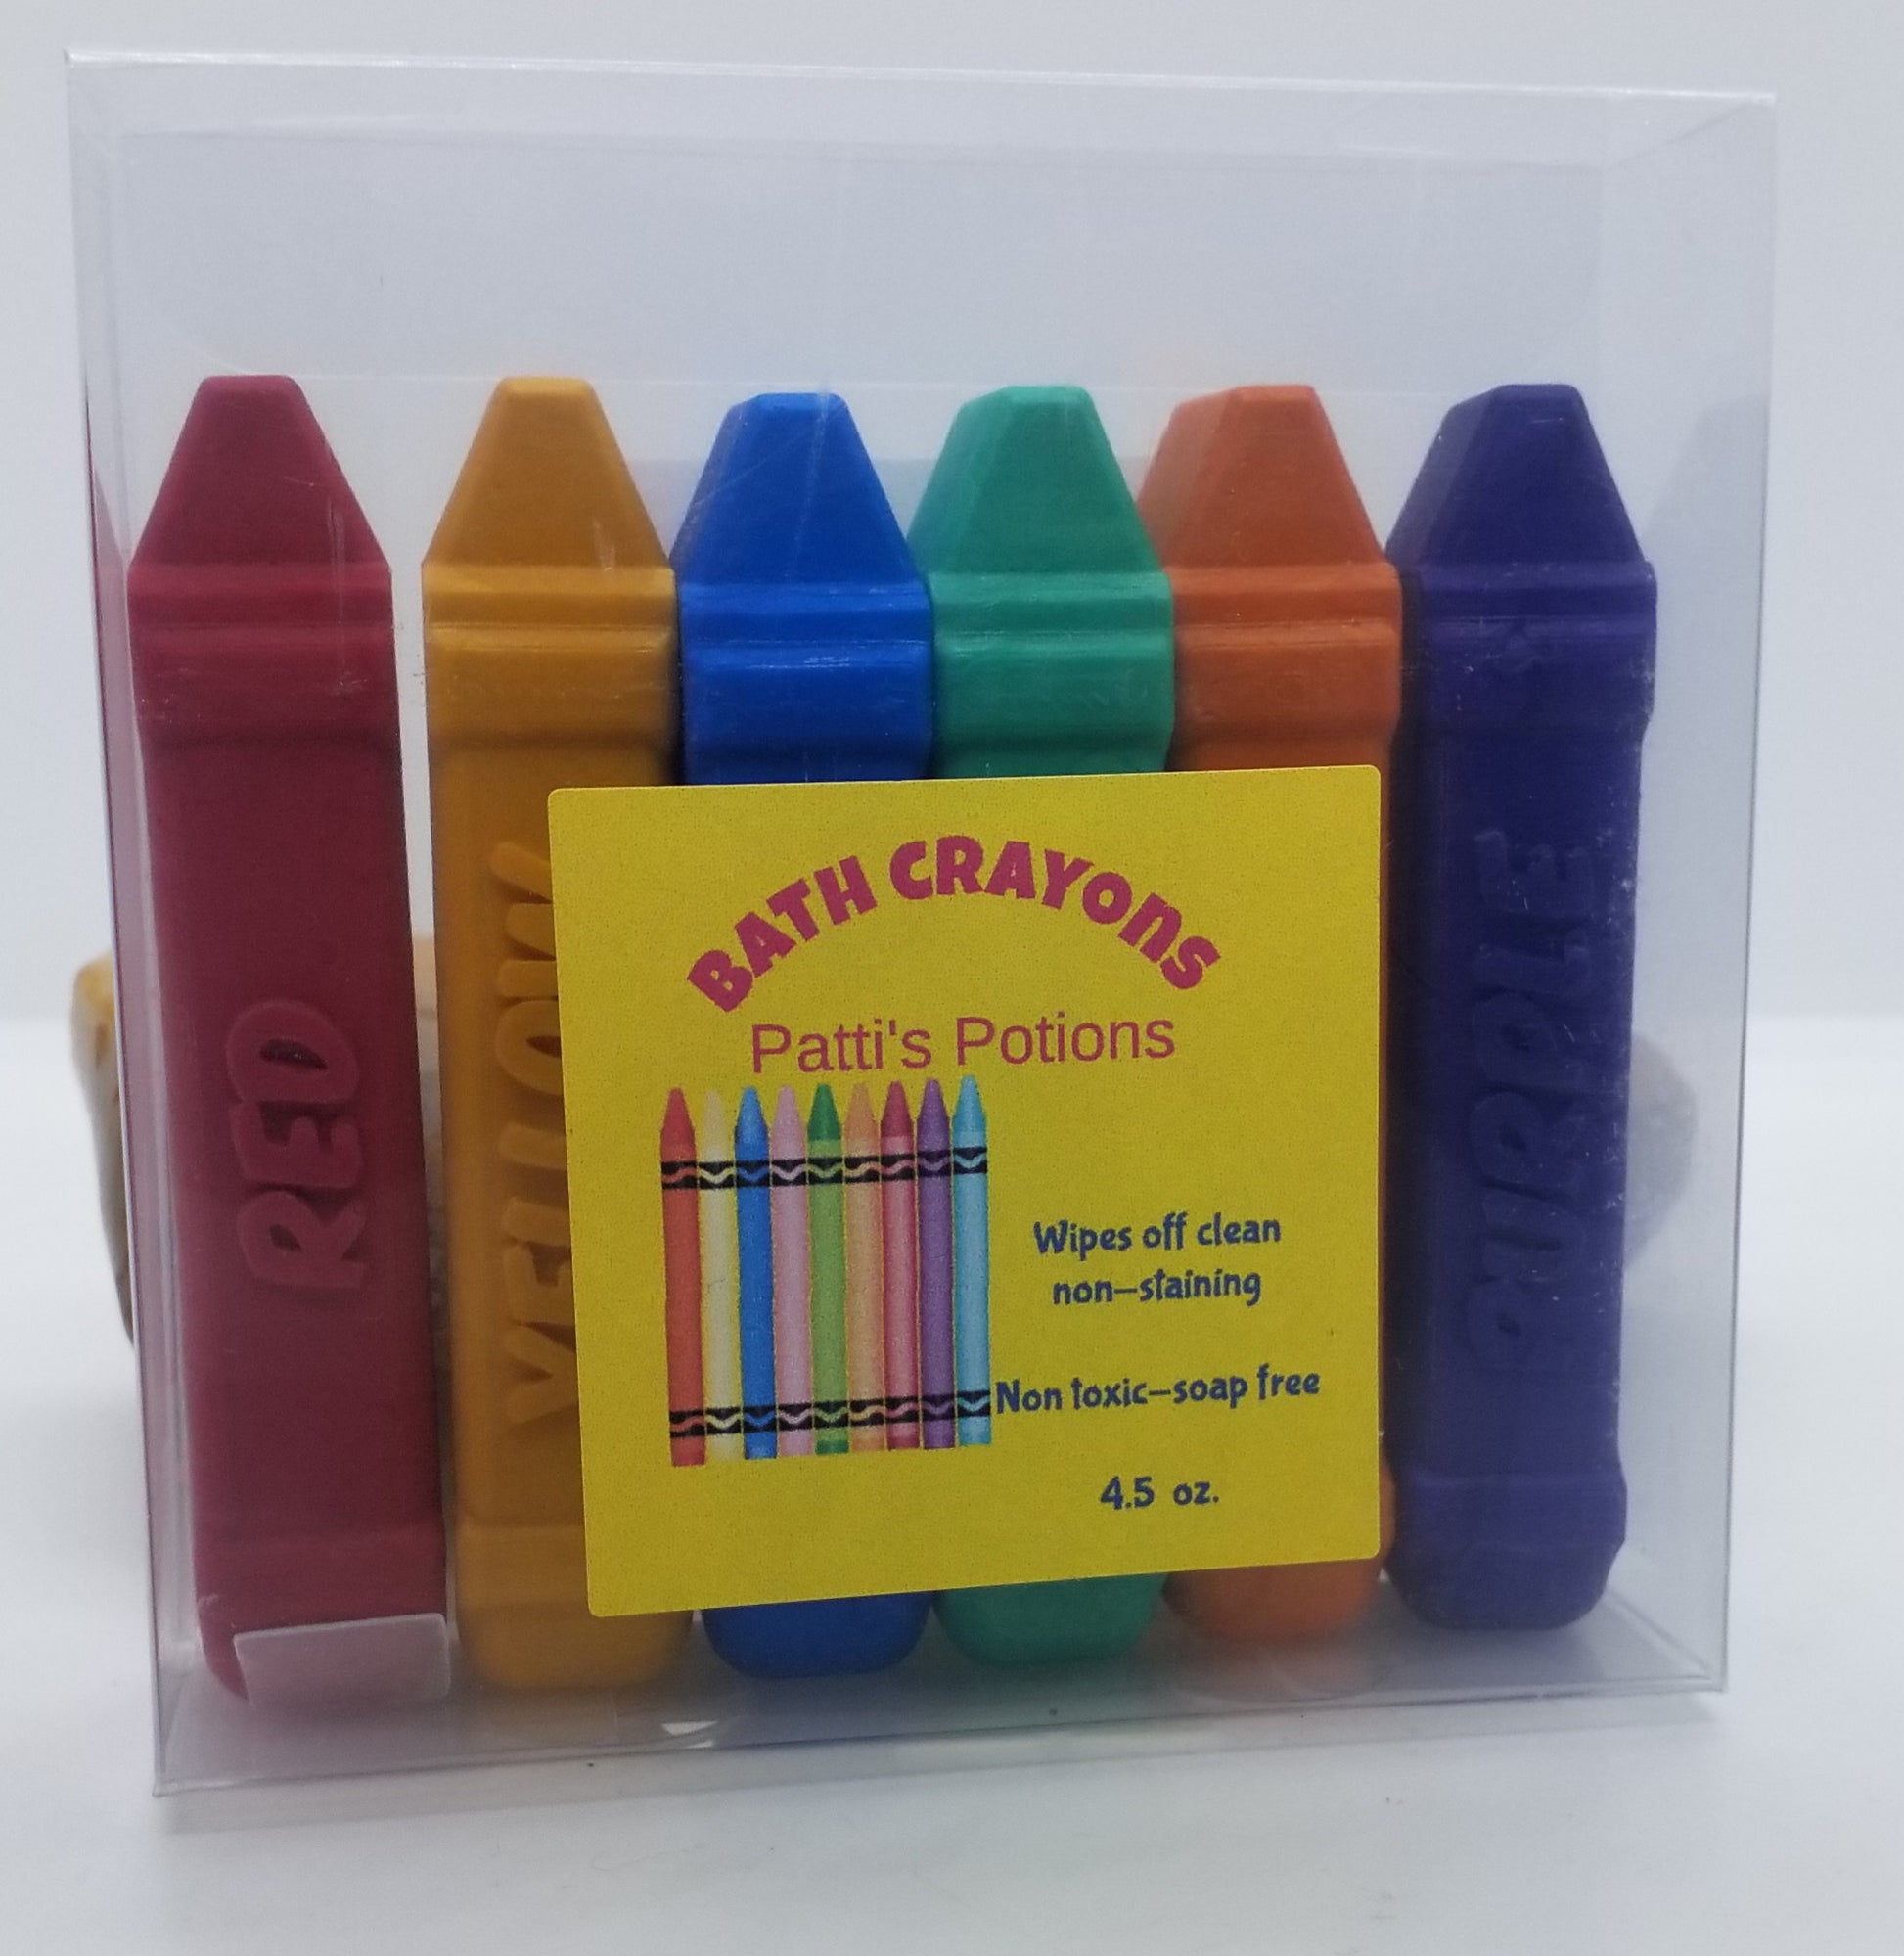 RED
YELLOW
PURPLE
BATH CRAYONS
Patti's Potions
Wipes off clean
non-staining
Non toxic-soap free
4.5 oz.